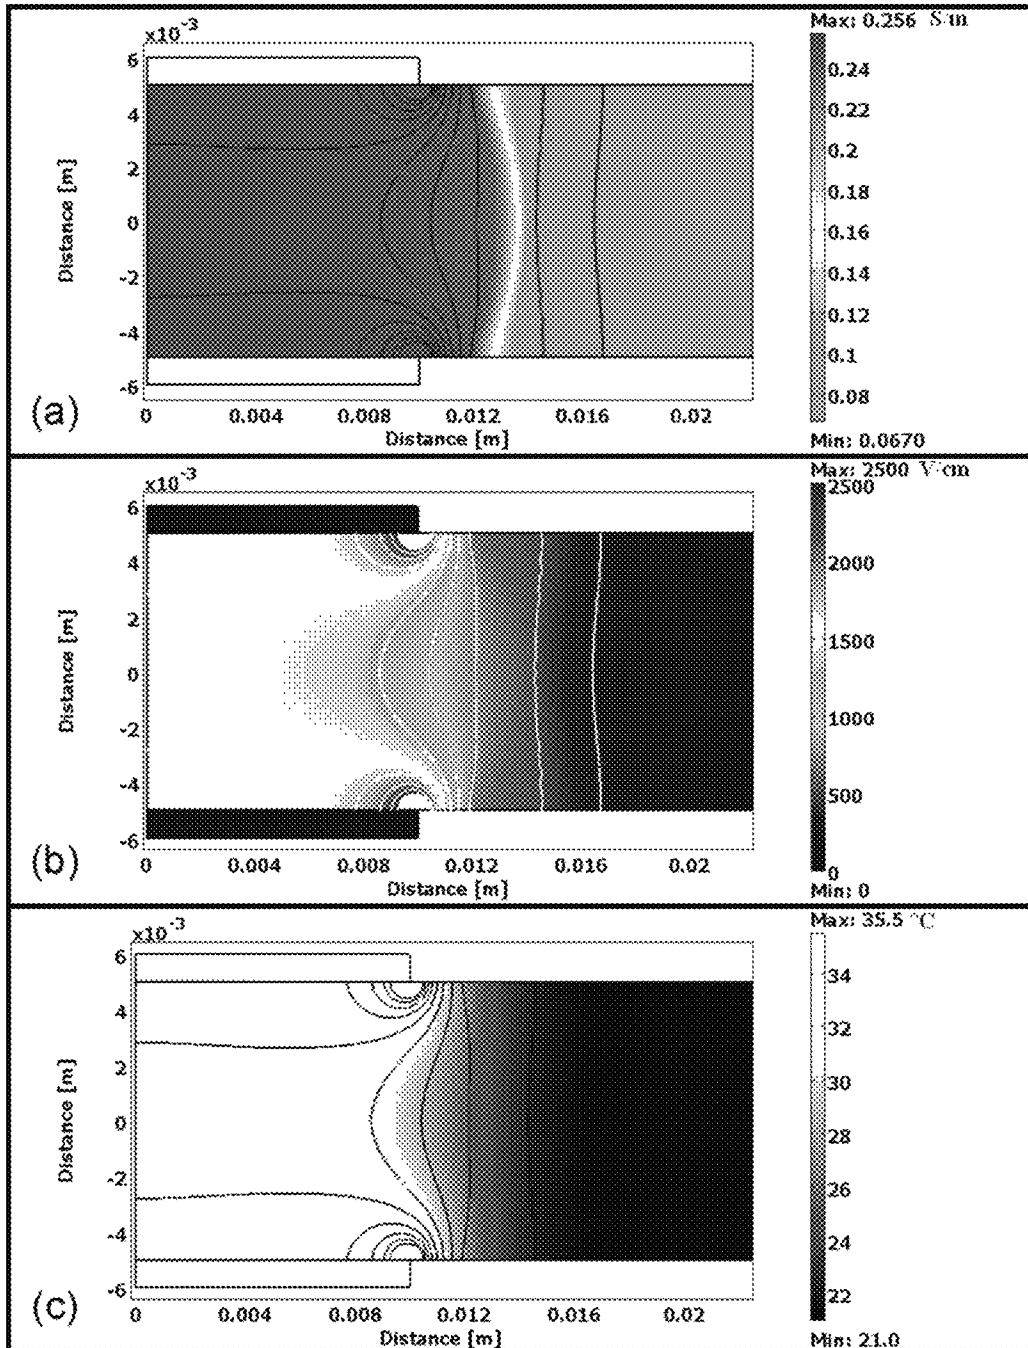 x10⁻³
Max: 0.256 S/m
6
4
2
0
-2
-4
-6
Distance [m]
0.24
0.22
0.2
0.18
0.16
0.14
0.12
0.1
0.08
Min: 0.0670
(a)
0 0.004 0.008 0.012 0.016 0.02
Distance [m]
x10⁻³
Max: 2500 V/cm
6
4
2
0
-2
-4
-6
Distance [m]
2500
2000
1500
1000
500
0
Min: 0
(b)
0 0.004 0.008 0.012 0.016 0.02
Distance [m]
x10⁻³
Max: 35.5 °C
6
4
2
0
-2
-4
-6
Distance [m]
34
32
30
28
26
24
22
Min: 21.0
(c)
0 0.004 0.008 0.012 0.016 0.02
Distance [m]